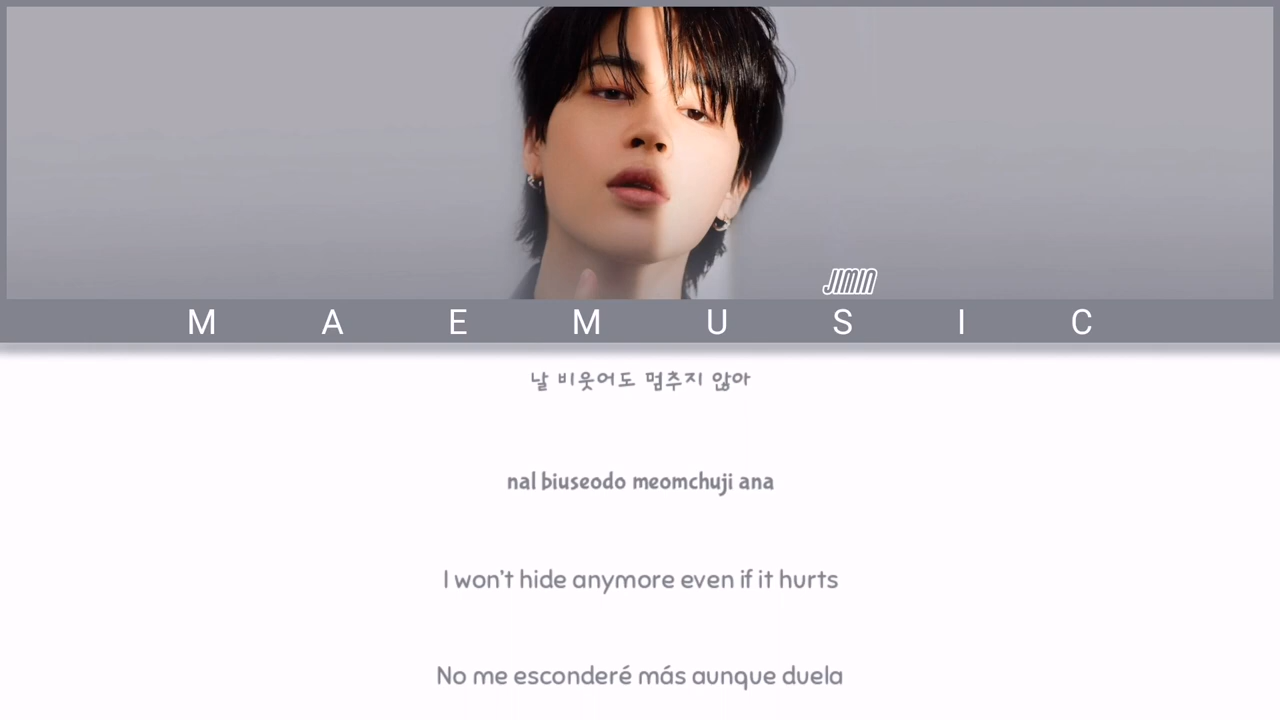 JIMIN
M A E M U S I C
날 비웃어도 멈추지 않아
nal biuseodo meomchuji ana
I won't hide anymore even if it hurts
No me esconderé más aunque duela